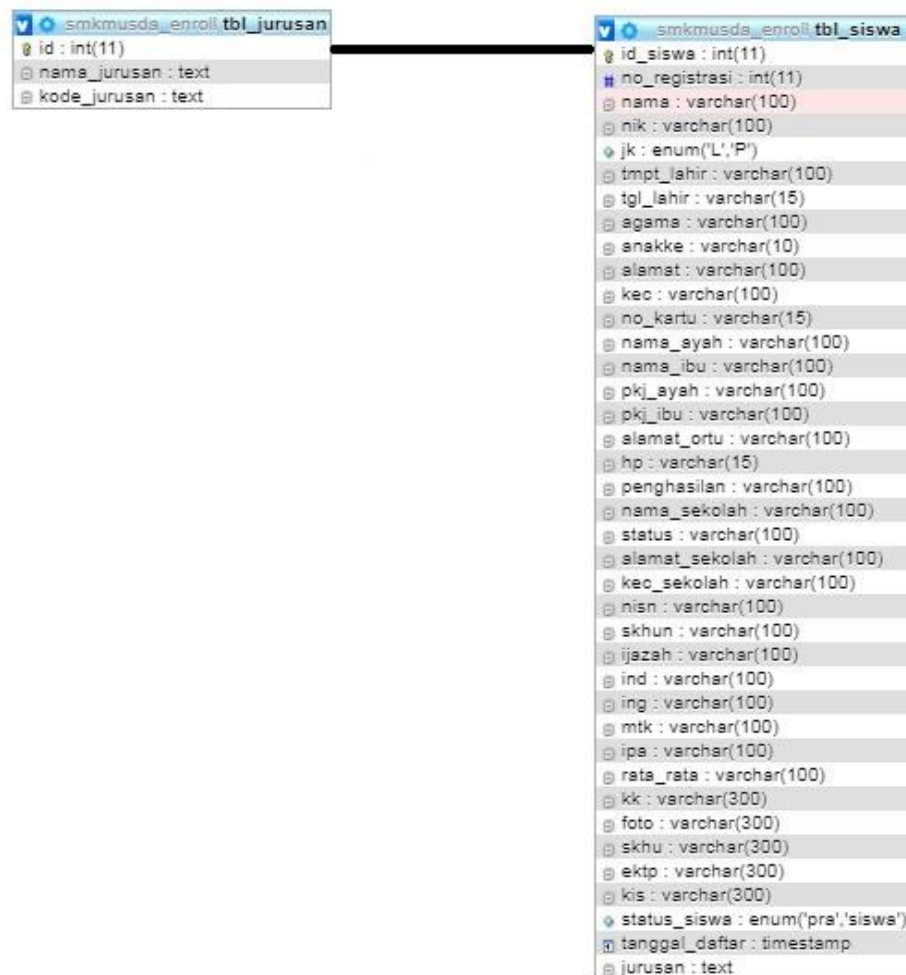 smkmusda_enroll tbl_jurusan
id : int(11)
nama_jurusan : text
kode_jurusan : text
smkmusda_enroll tbl_siswa
id_siswa : int(11)
no_registrasi : int(11)
nama : varchar(100)
nik : varchar(100)
jk : enum('L','P')
tmpt_lahir : varchar(100)
tgl_lahir : varchar(15)
agama : varchar(100)
anakke : varchar(10)
alamat : varchar(100)
kec : varchar(100)
no_kartu : varchar(15)
nama_ayah : varchar(100)
nama_ibu : varchar(100)
pkj_ayah : varchar(100)
pkj_ibu : varchar(100)
alamat_ortu : varchar(100)
hp : varchar(15)
penghasilan : varchar(100)
nama_sekolah : varchar(100)
status : varchar(100)
alamat_sekolah : varchar(100)
kec_sekolah : varchar(100)
nisn : varchar(100)
skhun : varchar(100)
ijazah : varchar(100)
ind : varchar(100)
ing : varchar(100)
mtk : varchar(100)
ipa : varchar(100)
rata_rata : varchar(100)
kk : varchar(300)
foto : varchar(300)
skhu : varchar(300)
ektp : varchar(300)
kis : varchar(300)
status_siswa : enum('pra','siswa')
tanggal_daftar : timestamp
jurusan : text